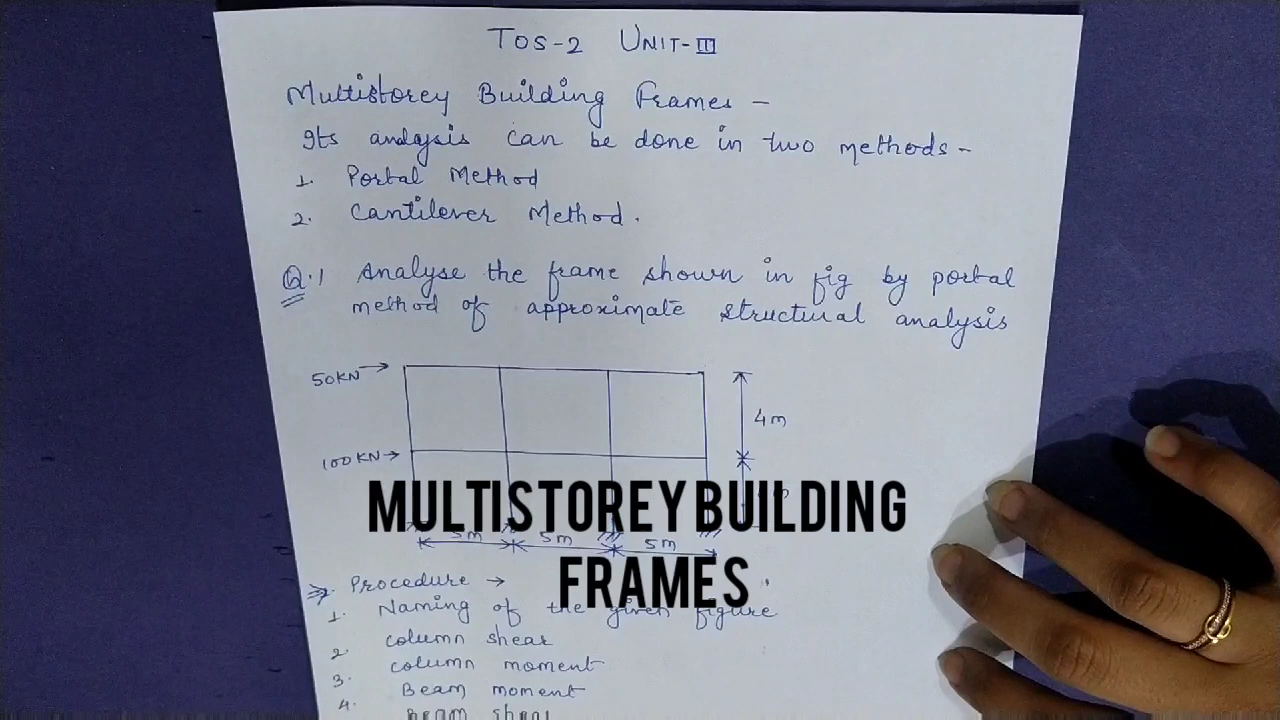 TOS-2 UNIT-III
Multistorey Building Frames -
Its analysis can be done in two methods -
1. Portal Method
2. Cantilever Method.
Q.1 Analyse the frame shown in fig by portal
method of approximate structural analysis
50KN →
4m
100KN →
5m 5m 5m
MULTISTOREY BUILDING
FRAMES
⇒ Procedure →
1. Naming of the given figure
2. column shear
3. column moment
4. Beam moment
Beam shear